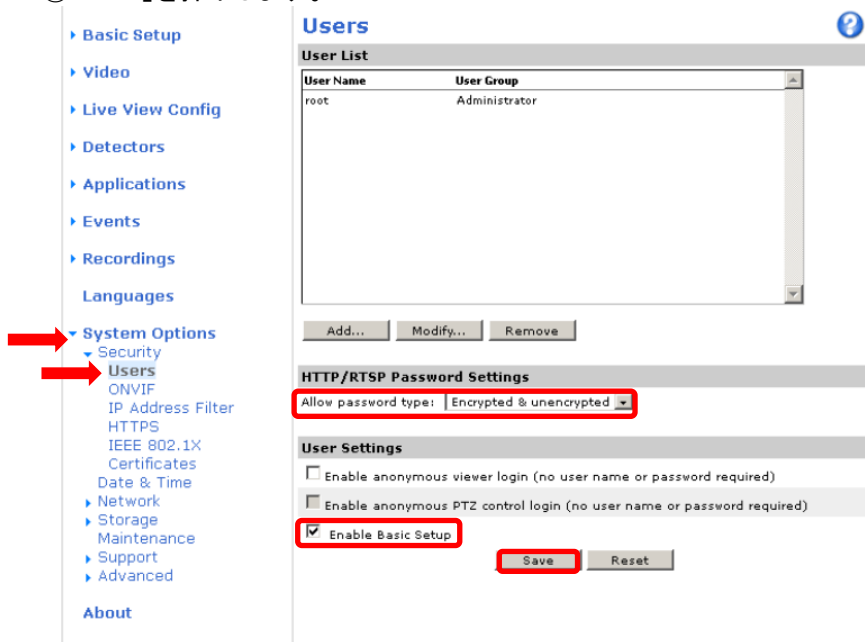 Basic Setup
Video
Live View Config
Detectors
Applications
Events
Recordings
Languages
System Options
Security
Users
ONVIF
IP Address Filter
HTTPS
IEEE 802.1X
Certificates
Date & Time
Network
Storage
Maintenance
Support
Advanced
About
Users
User List
User Name User Group
root Administrator
Add... Modify... Remove
HTTP/RTSP Password Settings
Allow password type: Encrypted & unencrypted
User Settings
Enable anonymous viewer login (no user name or password required)
Enable anonymous PTZ control login (no user name or password required)
Enable Basic Setup
Save Reset